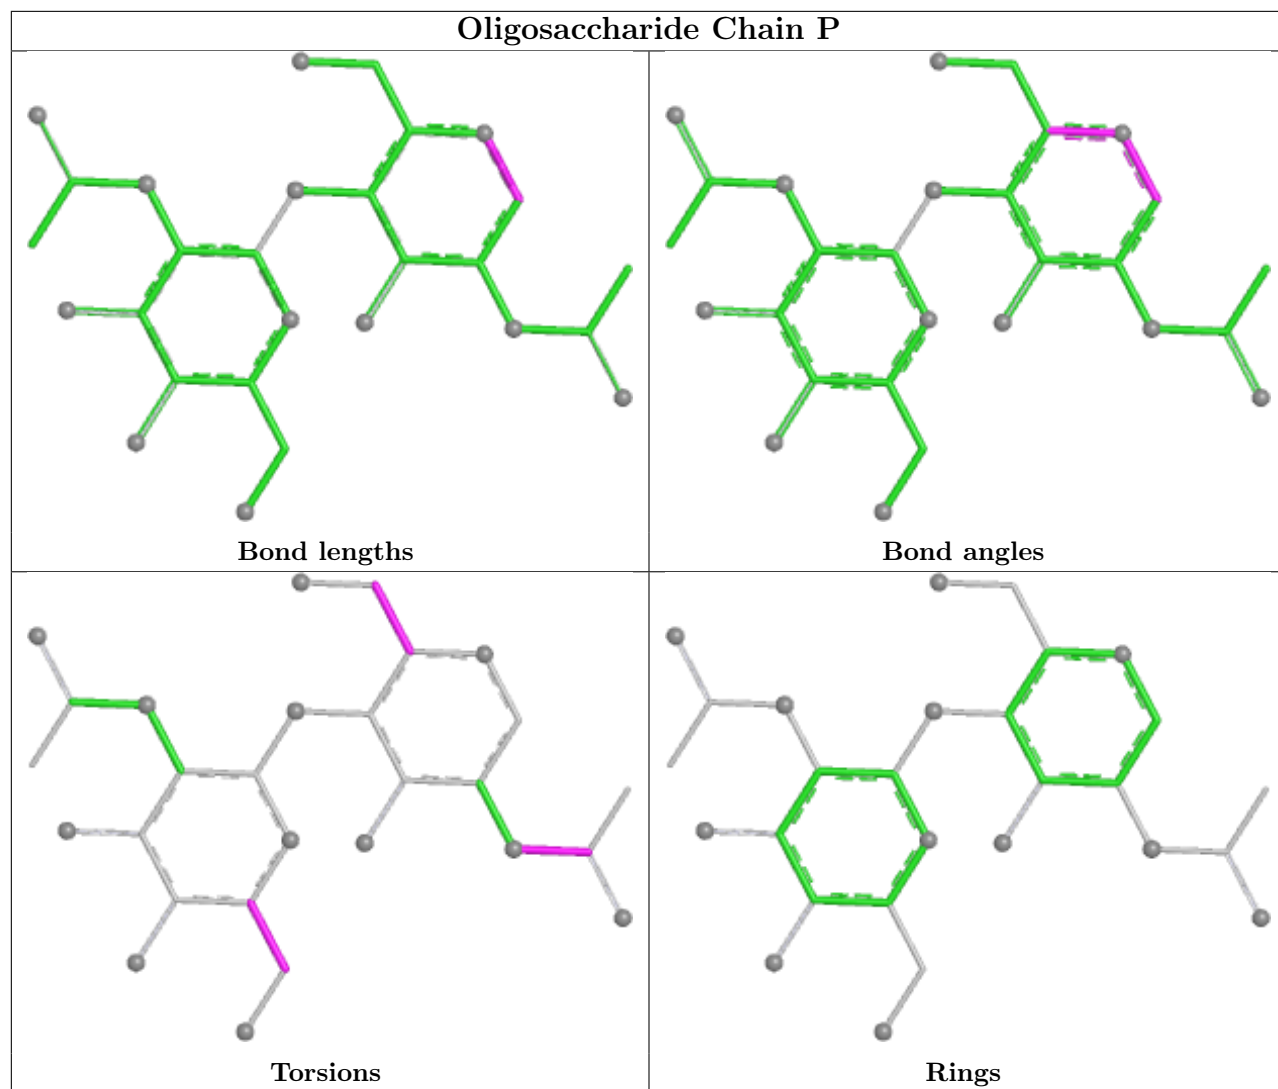 Oligosaccharide Chain P
Bond lengths
Bond angles
Torsions
Rings